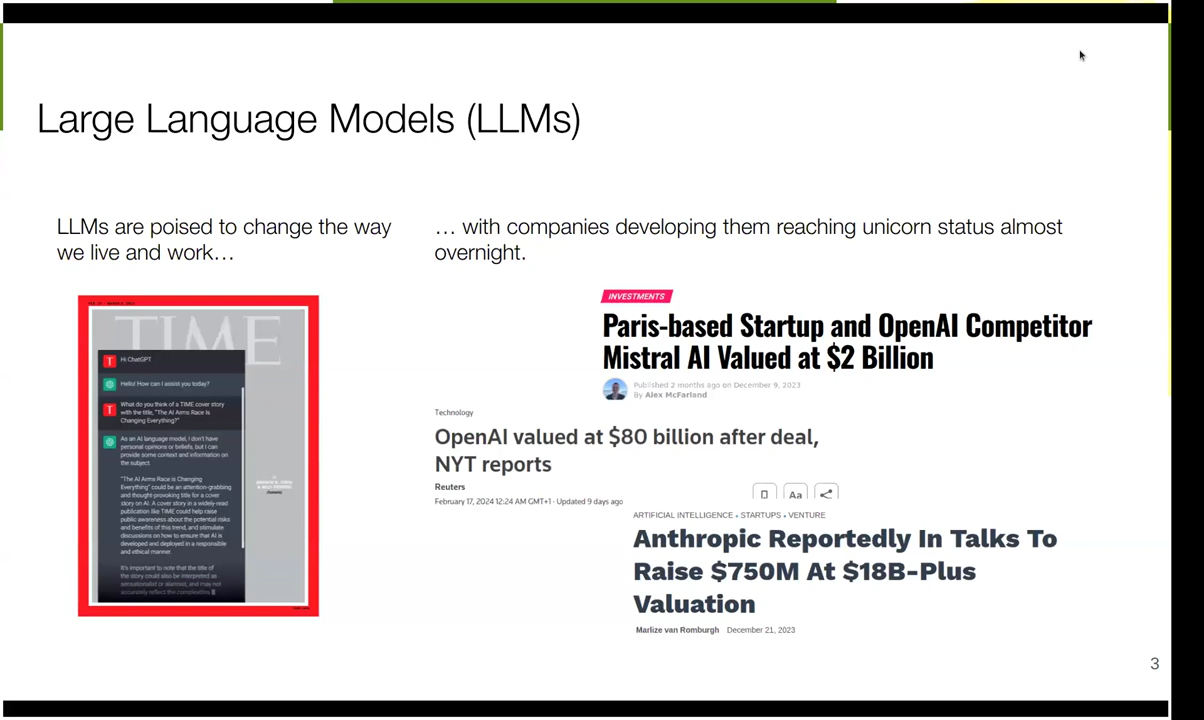 Large Language Models (LLMs)
LLMs are poised to change the way
we live and work…
… with companies developing them reaching unicorn status almost
overnight.
TIME
T
Hi ChatGPT
Hello! How can I assist you today?
T
What do you think of a TIME cover story
with the title, "The AI Arms Race Is
Changing Everything?"
As an AI language model, I don't have
personal opinions or beliefs, but I can
provide some context and information on
the subject.
"The AI Arms Race is Changing
Everything" could be an attention-grabbing
and thought-provoking title for a cover
story on AI. A cover story in a widely-read
publication like TIME could help raise
public awareness about the potential risks
and benefits of this trend, and stimulate
discussions on how to ensure that AI is
developed and deployed in a responsible
and ethical manner.
It's important to note that the title of
the story could also be interpreted as
sensationalist or alarmist, and may not
accurately reflect the complexities
INVESTMENTS
Paris-based Startup and OpenAI Competitor
Mistral AI Valued at $2 Billion
Published 2 months ago on December 9, 2023
By Alex McFarland
Technology
OpenAI valued at $80 billion after deal,
NYT reports
Reuters
February 17, 2024 12:24 AM GMT+1 · Updated 9 days ago
Aa
ARTIFICIAL INTELLIGENCE • STARTUPS • VENTURE
Anthropic Reportedly In Talks To
Raise $750M At $18B-Plus
Valuation
Marlize van Romburgh December 21, 2023
3